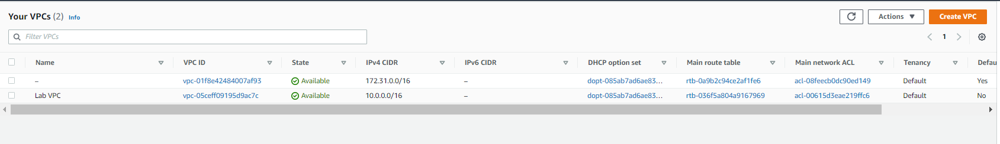 Your VPCs (2) Info
Actions Create VPC
Filter VPCs
1
Name VPC ID State IPv4 CIDR IPv6 CIDR DHCP option set Main route table Main network ACL Tenancy Defau
– vpc-01f8e42484007af93 Available 172.31.0.0/16 – dopt-085ab7ad6ae83... rtb-0a9b2c94ce2af1fe6 acl-08feecb0dc90ed149 Default Yes
Lab VPC vpc-05ceff09195d9ac7c Available 10.0.0.0/16 – dopt-085ab7ad6ae83... rtb-036f5a804a9167969 acl-00615d3eae219ffc6 Default No